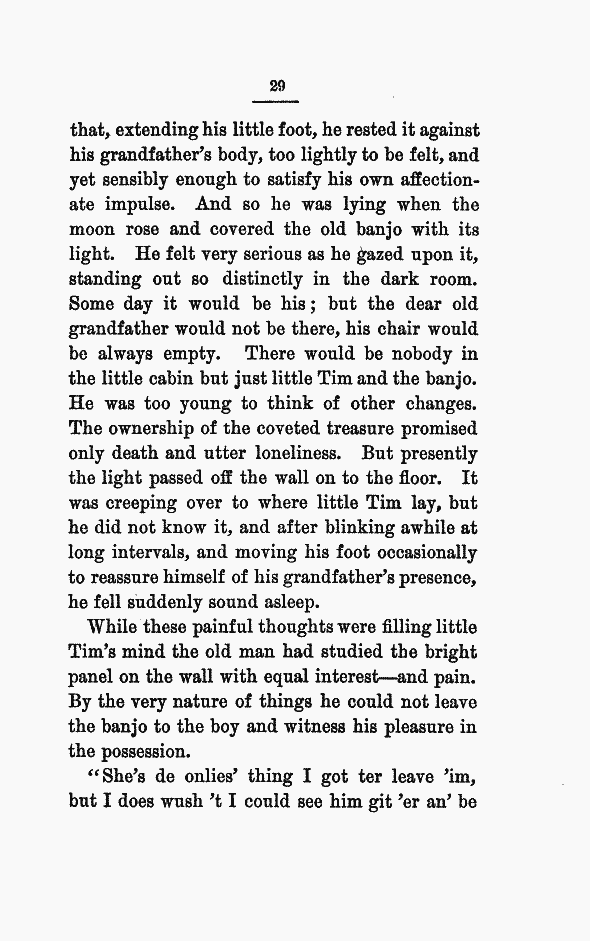 29
that, extending his little foot, he rested it against
his grandfather's body, too lightly to be felt, and
yet sensibly enough to satisfy his own affection-
ate impulse. And so he was lying when the
moon rose and covered the old banjo with its
light. He felt very serious as he gazed upon it,
standing out so distinctly in the dark room.
Some day it would be his; but the dear old
grandfather would not be there, his chair would
be always empty. There would be nobody in
the little cabin but just little Tim and the banjo.
He was too young to think of other changes.
The ownership of the coveted treasure promised
only death and utter loneliness. But presently
the light passed off the wall on to the floor. It
was creeping over to where little Tim lay, but
he did not know it, and after blinking awhile at
long intervals, and moving his foot occasionally
to reassure himself of his grandfather's presence,
he fell suddenly sound asleep.
While these painful thoughts were filling little
Tim's mind the old man had studied the bright
panel on the wall with equal interest—and pain.
By the very nature of things he could not leave
the banjo to the boy and witness his pleasure in
the possession.
"She's de onlies' thing I got ter leave 'im,
but I does wush 't I could see him git 'er an' be